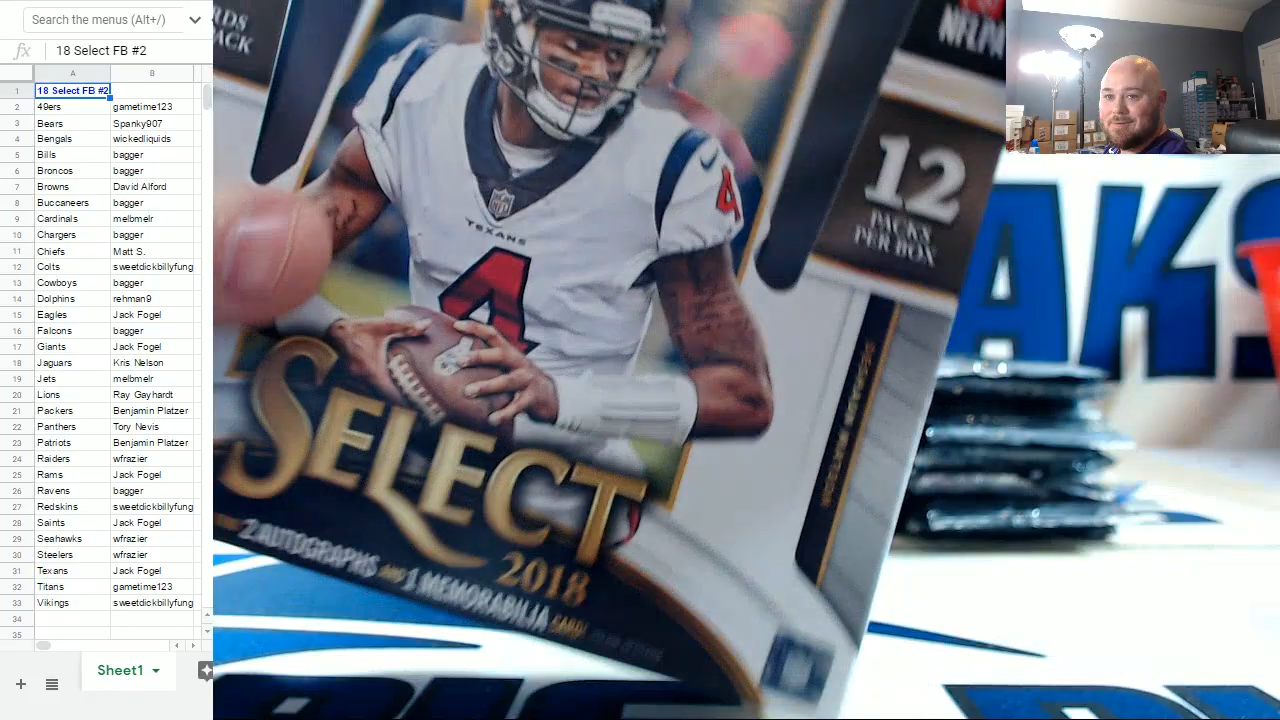 Search the menus (Alt+/)
fx
18 Select FB #2
A B
1 18 Select FB #2
2 49ers gametime123
3 Bears Spanky907
4 Bengals wickedliquids
5 Bills bagger
6 Broncos bagger
7 Browns David Alford
8 Buccaneers bagger
9 Cardinals melbmelr
10 Chargers bagger
11 Chiefs Matt S.
12 Colts sweetdickbillyfung
13 Cowboys bagger
14 Dolphins rehman9
15 Eagles Jack Fogel
16 Falcons bagger
17 Giants Jack Fogel
18 Jaguars Kris Nelson
19 Jets melbmelr
20 Lions Ray Gayhardt
21 Packers Benjamin Platzer
22 Panthers Tory Nevis
23 Patriots Benjamin Platzer
24 Raiders wfrazier
25 Rams Jack Fogel
26 Ravens bagger
27 Redskins sweetdickbillyfung
28 Saints Jack Fogel
29 Seahawks wfrazier
30 Steelers wfrazier
31 Texans Jack Fogel
32 Titans gametime123
33 Vikings sweetdickbillyfung
34
35
+ Sheet1
NFLPA
12
PACKS
PER BOX
NFL
TEXANS
4
4
SELECT
2018
2 AUTOGRAPHS AND 1 MEMORABILIA CARD!
AKS